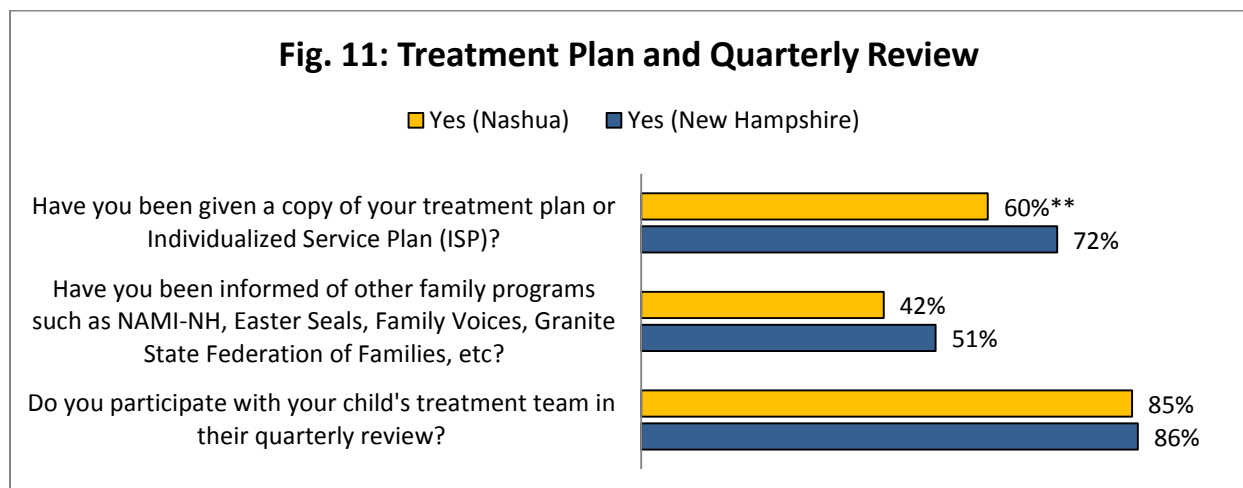 Fig. 11: Treatment Plan and Quarterly Review
Yes (Nashua) Yes (New Hampshire)
Have you been given a copy of your treatment plan or
Individualized Service Plan (ISP)?
60%**
72%
Have you been informed of other family programs
such as NAMI-NH, Easter Seals, Family Voices, Granite
State Federation of Families, etc?
42%
51%
Do you participate with your child's treatment team in
their quarterly review?
85%
86%